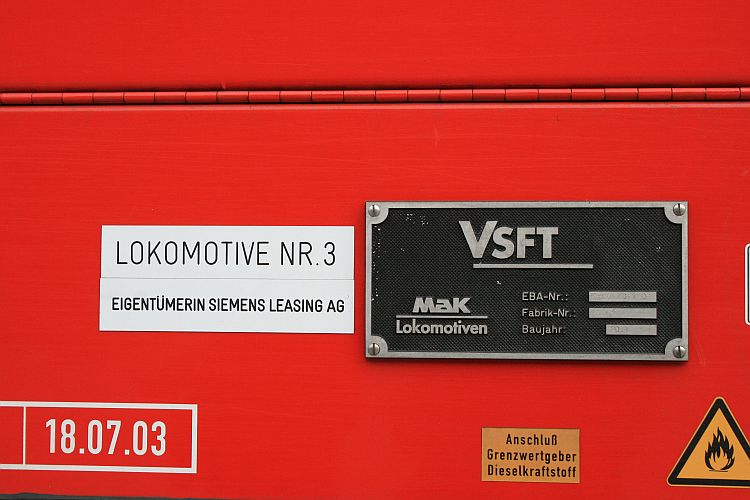 LOKOMOTIVE NR.3
EIGENTÜMERIN SIEMENS LEASING AG
VSFT
MaK
Lokomotiven
EBA-Nr.:
Fabrik-Nr.:
Baujahr:
18.07.03
Anschluß
Grenzwertgeber
Dieselkraftstoff